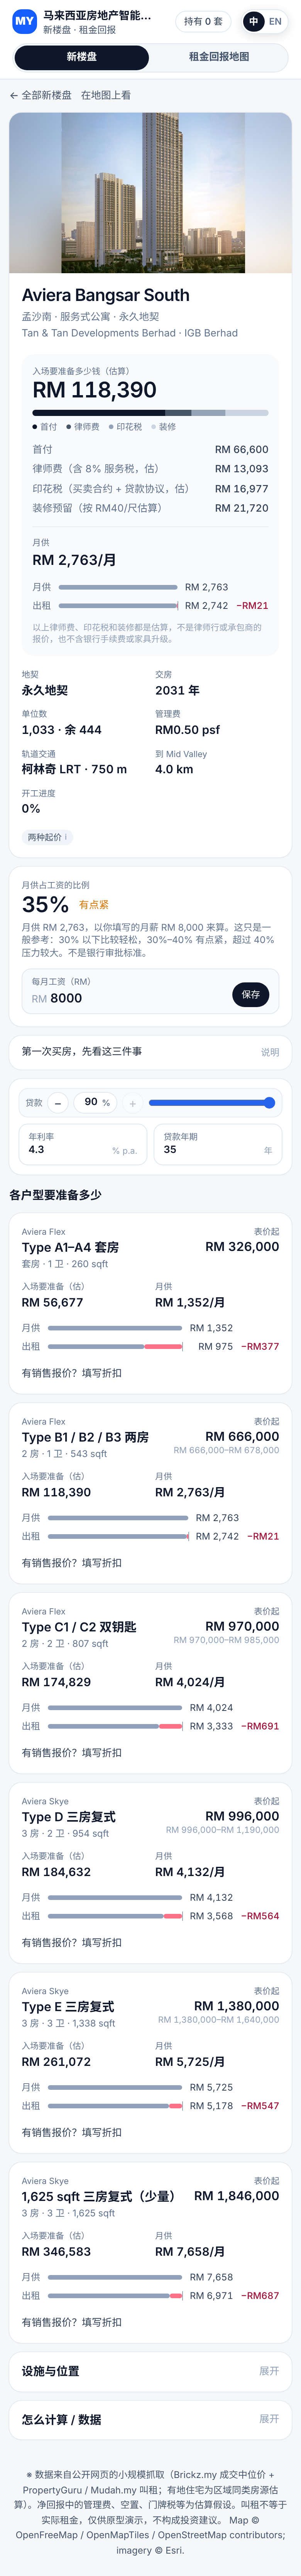 MY
马来西亚房地产智能...
新楼盘 · 租金回报
持有 0 套
中 EN
新楼盘
租金回报地图
← 全部新楼盘 在地图上看
Aviera Bangsar South
孟沙南 · 服务式公寓 · 永久地契
Tan & Tan Developments Berhad · IGB Berhad
入场要准备多少钱（估算）
RM 118,390
首付 律师费 印花税 装修
首付 RM 66,600
律师费（含 8% 服务税，估） RM 13,093
印花税（买卖合约 + 贷款协议，估） RM 16,977
装修预留（按 RM40/尺估算） RM 21,720
月供
RM 2,763/月
月供 RM 2,763
出租 RM 2,742 −RM21
以上律师费、印花税和装修都是估算，不是律师行或承包商的
报价，也不含银行手续费或家具升级。
地契 交房
永久地契 2031 年
单位数 管理费
1,033 · 余 444 RM0.50 psf
轨道交通 到 Mid Valley
柯林奇 LRT · 750 m 4.0 km
开工进度
0%
两种起价 i
月供占工资的比例
35% 有点紧
月供 RM 2,763，以你填写的月薪 RM 8,000 来算。这只是一
般参考：30% 以下比较轻松，30%–40% 有点紧，超过 40%
压力较大。不是银行审批标准。
每月工资（RM）
RM 8000
保存
第一次买房，先看这三件事 说明
贷款 − 90 % +
年利率 贷款年期
4.3 % p.a. 35 年
各户型要准备多少
Aviera Flex 表价起
Type A1–A4 套房 RM 326,000
套房 · 1 卫 · 260 sqft
入场要准备（估） 月供
RM 56,677 RM 1,352/月
月供 RM 1,352
出租 RM 975 −RM377
有销售报价？填写折扣
Aviera Flex 表价起
Type B1 / B2 / B3 两房 RM 666,000
2 房 · 1 卫 · 543 sqft RM 666,000–RM 678,000
入场要准备（估） 月供
RM 118,390 RM 2,763/月
月供 RM 2,763
出租 RM 2,742 −RM21
有销售报价？填写折扣
Aviera Flex 表价起
Type C1 / C2 双钥匙 RM 970,000
2 房 · 2 卫 · 807 sqft RM 970,000–RM 985,000
入场要准备（估） 月供
RM 174,829 RM 4,024/月
月供 RM 4,024
出租 RM 3,333 −RM691
有销售报价？填写折扣
Aviera Skye 表价起
Type D 三房复式 RM 996,000
3 房 · 2 卫 · 954 sqft RM 996,000–RM 1,190,000
入场要准备（估） 月供
RM 184,632 RM 4,132/月
月供 RM 4,132
出租 RM 3,568 −RM564
有销售报价？填写折扣
Aviera Skye 表价起
Type E 三房复式 RM 1,380,000
3 房 · 3 卫 · 1,338 sqft RM 1,380,000–RM 1,640,000
入场要准备（估） 月供
RM 261,072 RM 5,725/月
月供 RM 5,725
出租 RM 5,178 −RM547
有销售报价？填写折扣
Aviera Skye 表价起
1,625 sqft 三房复式（少量） RM 1,846,000
3 房 · 3 卫 · 1,625 sqft
入场要准备（估） 月供
RM 346,583 RM 7,658/月
月供 RM 7,658
出租 RM 6,971 −RM687
有销售报价？填写折扣
设施与位置 展开
怎么计算 / 数据 展开
※ 数据来自公开网页的小规模抓取（Brickz.my 成交中位价 +
PropertyGuru / Mudah.my 叫租；有地住宅为区域同类房源估
算）。净回报中的管理费、空置、门牌税等为估算假设。叫租不等于
实际租金，仅供原型演示，不构成投资建议。 Map ©
OpenFreeMap / OpenMapTiles / OpenStreetMap contributors;
imagery © Esri.